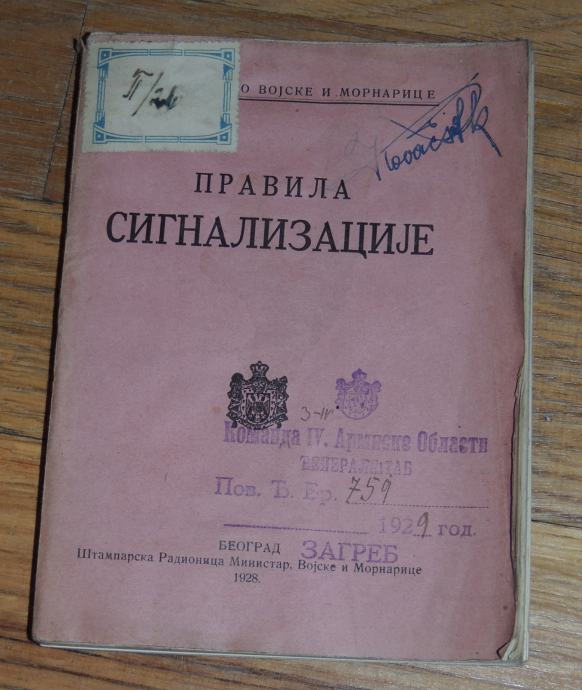 П/
О ВОЈСКЕ И МОРНАРИЦЕ
ПРАВИЛА
СИГНАЛИЗАЦИЈЕ
Команда IV. Армиске Области
ЂЕНЕРАЛШТАБ
Пов. Ђ. Бр. 759
1929 год.
БЕОГРАД ЗАГРЕБ
Штампарска Радионица Министар. Војске и Морнарице
1928.